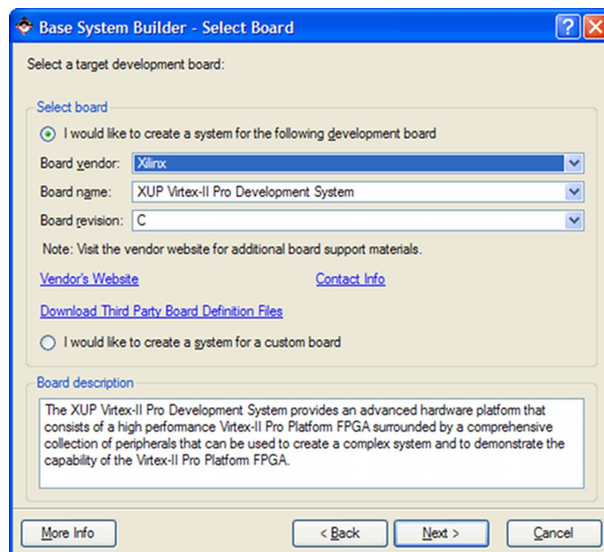 Base System Builder - Select Board
Select a target development board:
Select board
I would like to create a system for the following development board
Board vendor: Xilinx
Board name: XUP Virtex-II Pro Development System
Board revision: C
Note: Visit the vendor website for additional board support materials.
Vendor's Website Contact Info
Download Third Party Board Definition Files
I would like to create a system for a custom board
Board description
The XUP Virtex-II Pro Development System provides an advanced hardware platform that
consists of a high peformance Virtex-II Pro Platform FPGA surrounded by a comprehensive
collection of peripherals that can be used to create a complex system and to demonstrate the
capability of the Virtex-II Pro Platform FPGA.
More Info < Back Next > Cancel